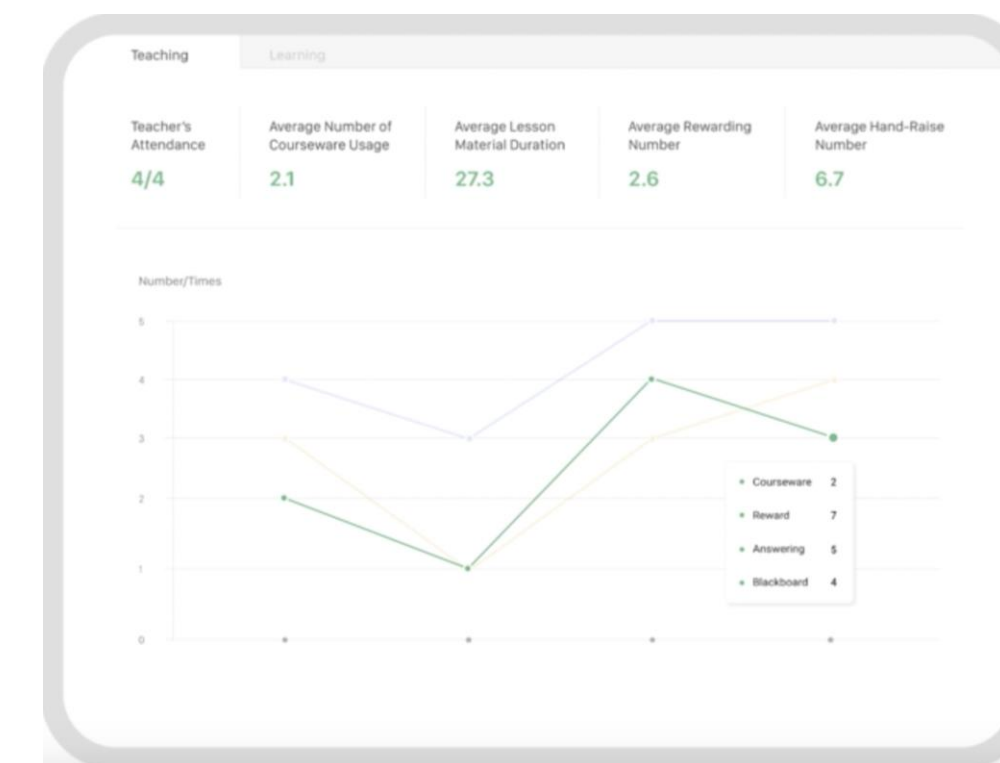 Teaching
Learning
Teacher's
Attendance
4/4
Average Number of
Courseware Usage
2.1
Average Lesson
Material Duration
27.3
Average Rewarding
Number
2.6
Average Hand-Raise
Number
6.7
Number/Times
5
4
3
2
1
0
Courseware 2
Reward 7
Answering 5
Blackboard 4